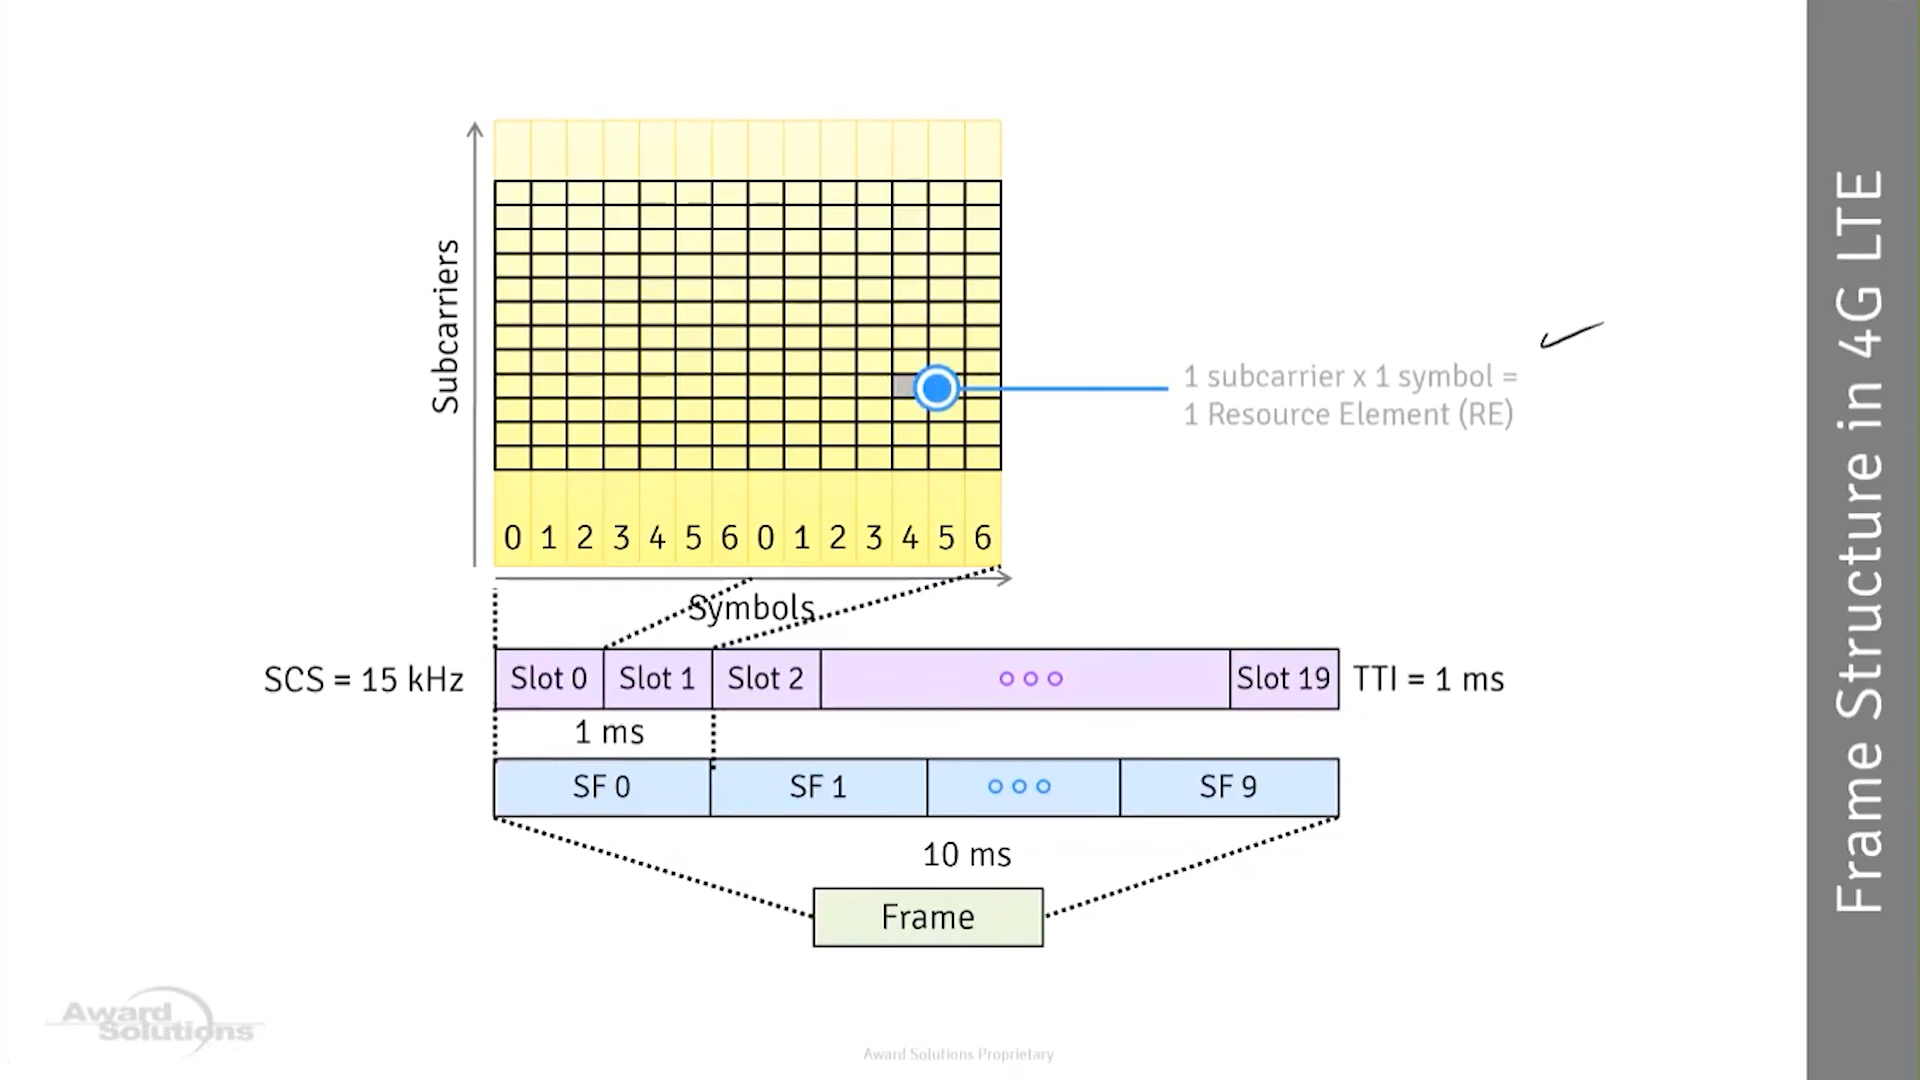 Subcarriers
1 subcarrier x 1 symbol =
1 Resource Element (RE)
0 1 2 3 4 5 6 0 1 2 3 4 5 6
Symbols
SCS = 15 kHz
Slot 0 Slot 1 Slot 2 Slot 19
TTI = 1 ms
1 ms
SF 0 SF 1 SF 9
10 ms
Frame
Frame Structure in 4G LTE
Award
Solutions
Award Solutions Proprietary